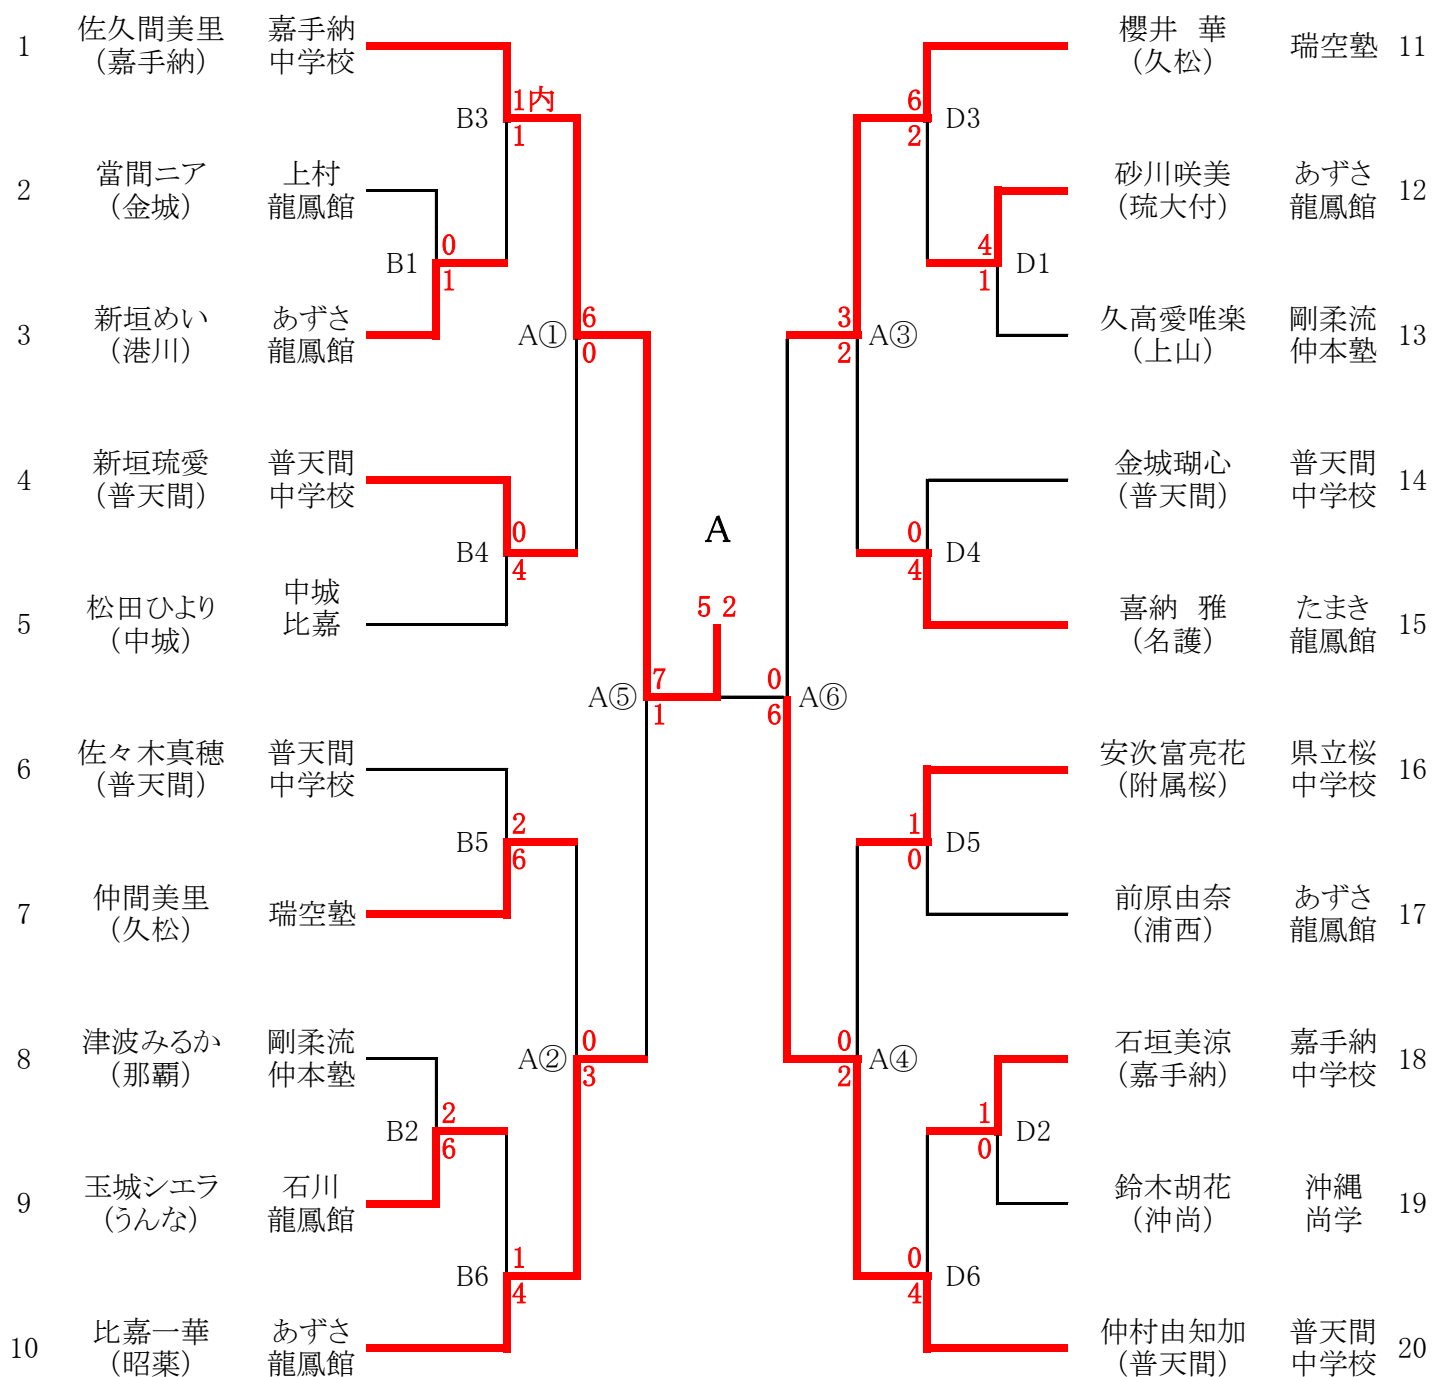 1 佐久間美里 嘉手納
(嘉手納) 中学校
B3 1内
1
2 當間ニア 上村
(金城) 龍鳳館
B1 0
1
3 新垣めい あずさ
(港川) 龍鳳館
A① 6
0
4 新垣琉愛 普天間
(普天間) 中学校
B4 0
4
5 松田ひより 中城
(中城) 比嘉
A
5 2
A⑤ 7
1
6 佐々木真穂 普天間
(普天間) 中学校
B5 2
6
7 仲間美里 瑞空塾
(久松)
8 津波みるか 剛柔流
(那覇) 仲本塾
A② 0
3
B2 2
6
9 玉城シエラ 石川
(うんな) 龍鳳館
B6 1
4
10 比嘉一華 あずさ
(昭薬) 龍鳳館
櫻井 華 瑞空塾 11
(久松)
6 D3
2
砂川咲美 あずさ 12
(琉大付) 龍鳳館
4 D1
1
久高愛唯楽 剛柔流 13
(上山) 仲本塾
3 A③
2
金城瑚心 普天間 14
(普天間) 中学校
0 D4
4
喜納 雅 たまき 15
(名護) 龍鳳館
0 A⑥
6
安次富亮花 県立桜 16
(附属桜) 中学校
1 D5
0
前原由奈 あずさ 17
(浦西) 龍鳳館
0 A④
2
石垣美涼 嘉手納 18
(嘉手納) 中学校
1 D2
0
鈴木胡花 沖縄 19
(沖尚) 尚学
0 D6
4
仲村由知加 普天間 20
(普天間) 中学校